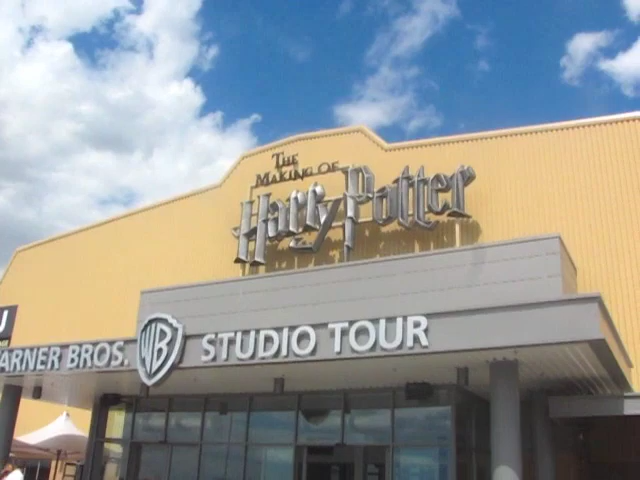 THE
MAKING OF
Harry Potter
ARNER BROS. WB STUDIO TOUR